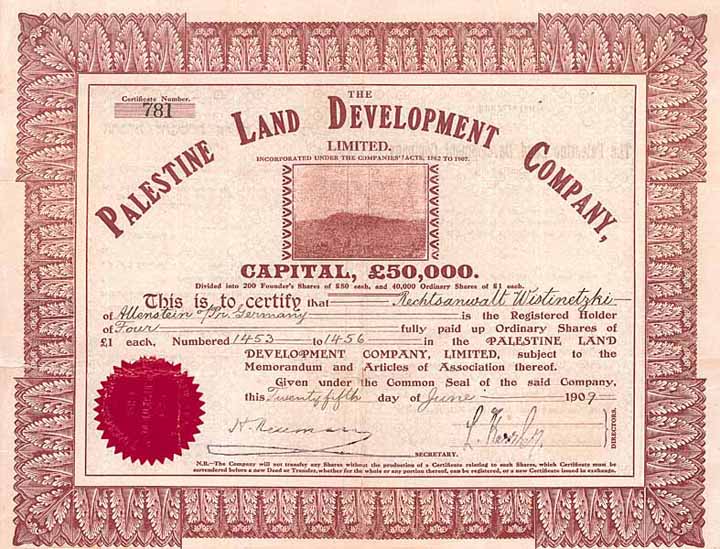 Certificate Number.
781
THE
PALESTINE LAND DEVELOPMENT COMPANY,
LIMITED.
INCORPORATED UNDER THE COMPANIES' ACTS, 1862 TO 1907.
CAPITAL, £50,000.
Divided into 200 Founder's Shares of £50 each, and 40,000 Ordinary Shares of £1 each.
This is to certify that Rechtsanwalt Wistinetzki
of Allenstein o/Pr. Germany is the Registered Holder
of Four fully paid up Ordinary Shares of
£1 each, Numbered 1453 to 1456 in the PALESTINE LAND
DEVELOPMENT COMPANY, LIMITED, subject to the
Memorandum and Articles of Association thereof.
Given under the Common Seal of the said Company,
this Twentyfifth day of June 1909
DIRECTORS.
SECRETARY.
N.B.—The Company will not transfer any Shares without the production of a Certificate relating to such Shares, which Certificate must be
surrendered before a new Deed or Transfer, whether for the whole or any portion thereof, can be registered, or a new Certificate issued in exchange.